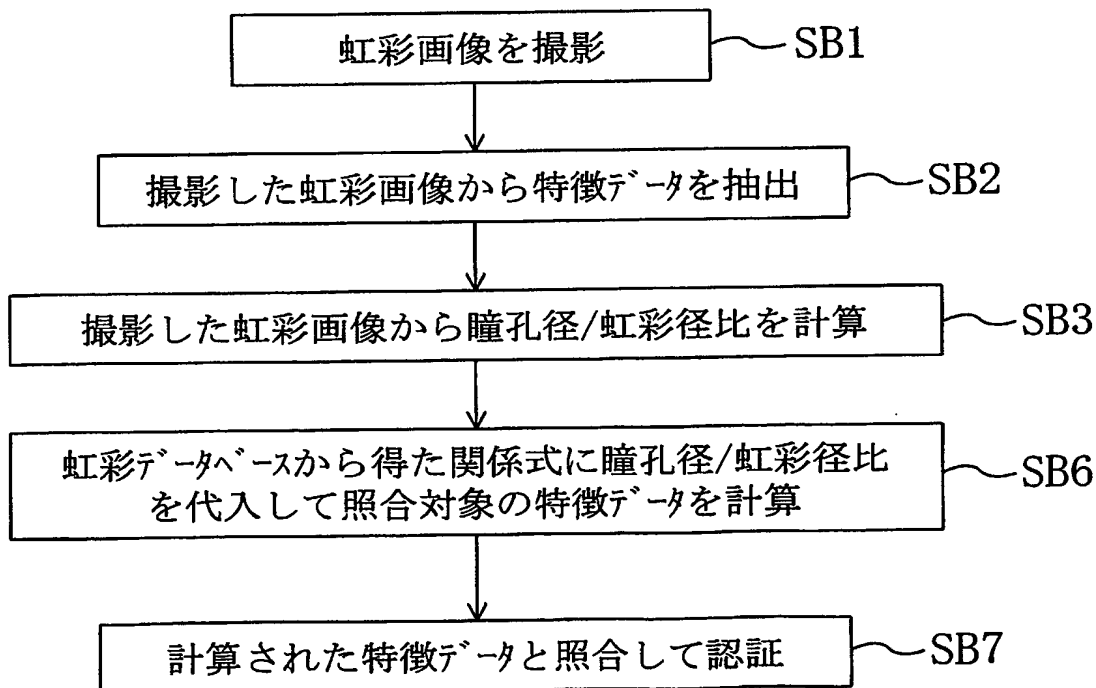 虹彩画像を撮影
SB1
撮影した虹彩画像から特徴ﾃﾞｰﾀを抽出
SB2
撮影した虹彩画像から瞳孔径/虹彩径比を計算
SB3
虹彩ﾃﾞｰﾀﾍﾞｰｽから得た関係式に瞳孔径/虹彩径比
を代入して照合対象の特徴ﾃﾞｰﾀを計算
SB6
計算された特徴ﾃﾞｰﾀと照合して認証
SB7